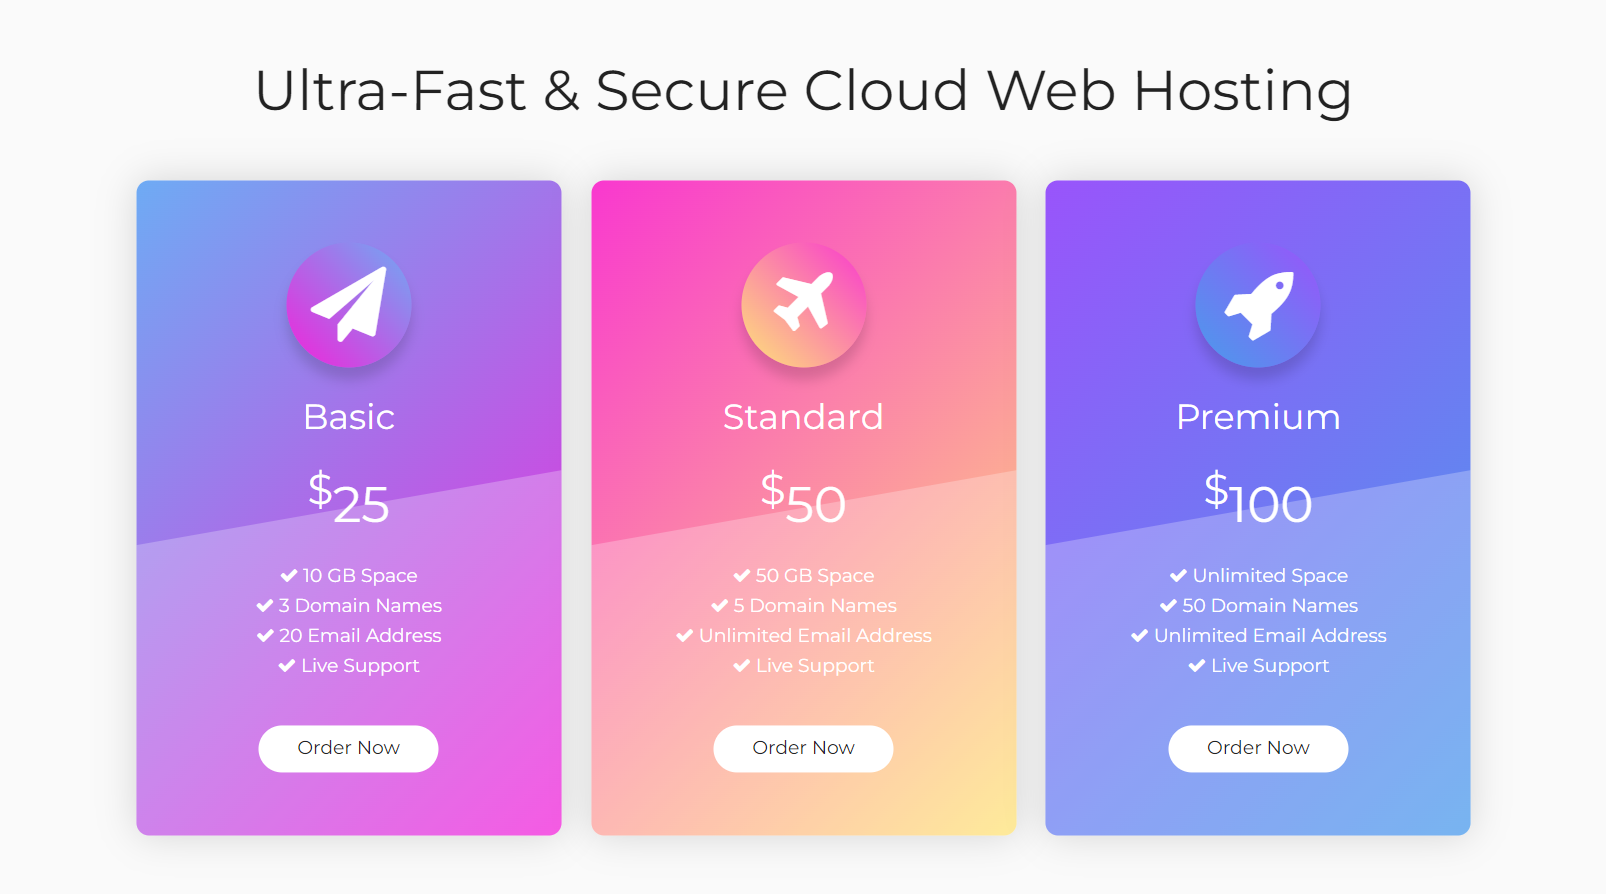 Ultra-Fast & Secure Cloud Web Hosting
Basic
$25
10 GB Space
3 Domain Names
20 Email Address
Live Support
Order Now
Standard
$50
50 GB Space
5 Domain Names
Unlimited Email Address
Live Support
Order Now
Premium
$100
Unlimited Space
50 Domain Names
Unlimited Email Address
Live Support
Order Now